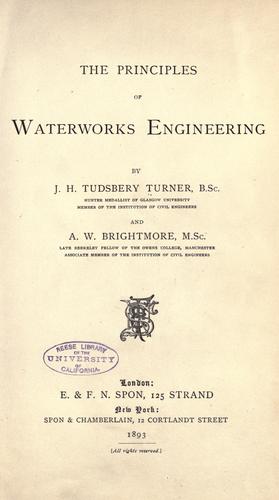 THE PRINCIPLES
OF
WATERWORKS ENGINEERING
BY
J. H. TUDSBERY TURNER, B.Sc.
HUNTER MEDALLIST OF GLASGOW UNIVERSITY
MEMBER OF THE INSTITUTION OF CIVIL ENGINEERS
AND
A. W. BRIGHTMORE, M.Sc.
LATE BERKELEY FELLOW OF THE OWENS COLLEGE, MANCHESTER
ASSOCIATE MEMBER OF THE INSTITUTION OF CIVIL ENGINEERS
REESE LIBRARY
OF THE
UNIVERSITY
OF
CALIFORNIA.
London:
E. & F. N. SPON, 125 STRAND
New York:
SPON & CHAMBERLAIN, 12 CORTLANDT STREET
1893
[All rights reserved.]